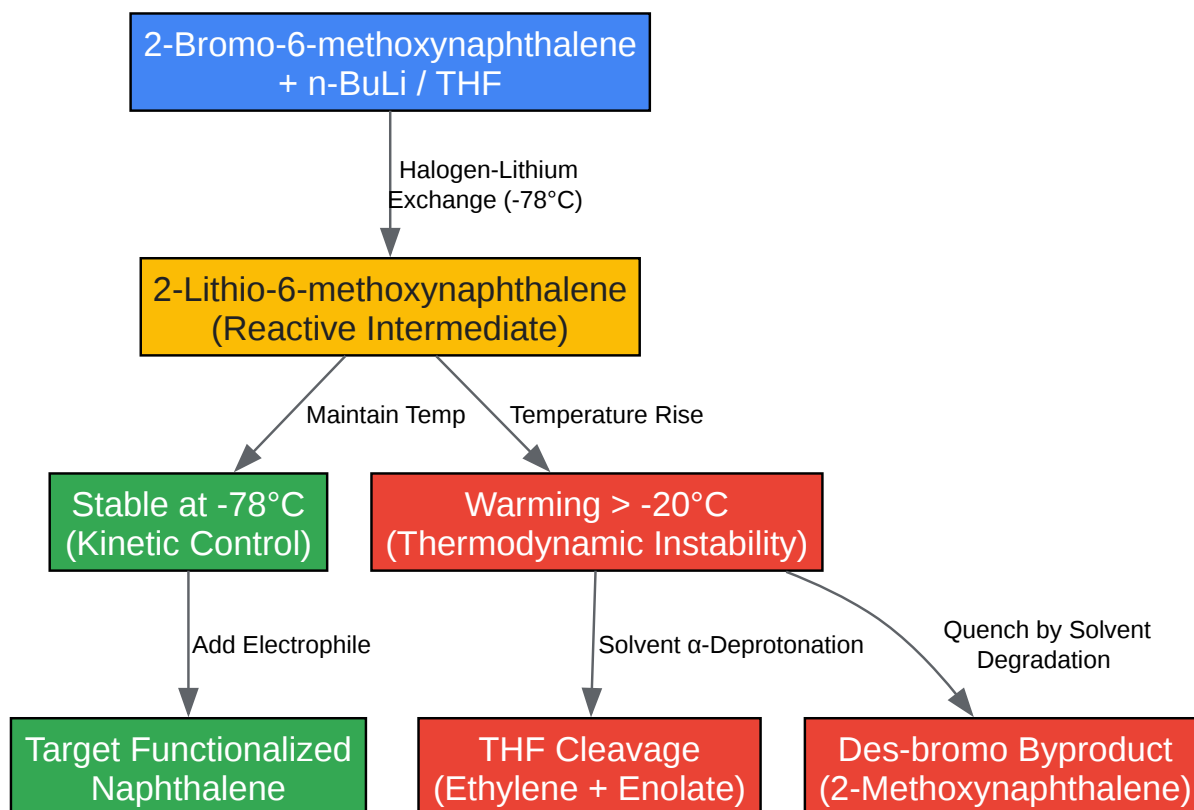 2-Bromo-6-methoxynaphthalene
+ n-BuLi / THF
Halogen-Lithium
Exchange (-78°C)
2-Lithio-6-methoxynaphthalene
(Reactive Intermediate)
Maintain Temp
Temperature Rise
Stable at -78°C
(Kinetic Control)
Warming > -20°C
(Thermodynamic Instability)
Add Electrophile
Solvent α-Deprotonation
Quench by Solvent
Degradation
Target Functionalized
Naphthalene
THF Cleavage
(Ethylene + Enolate)
Des-bromo Byproduct
(2-Methoxynaphthalene)